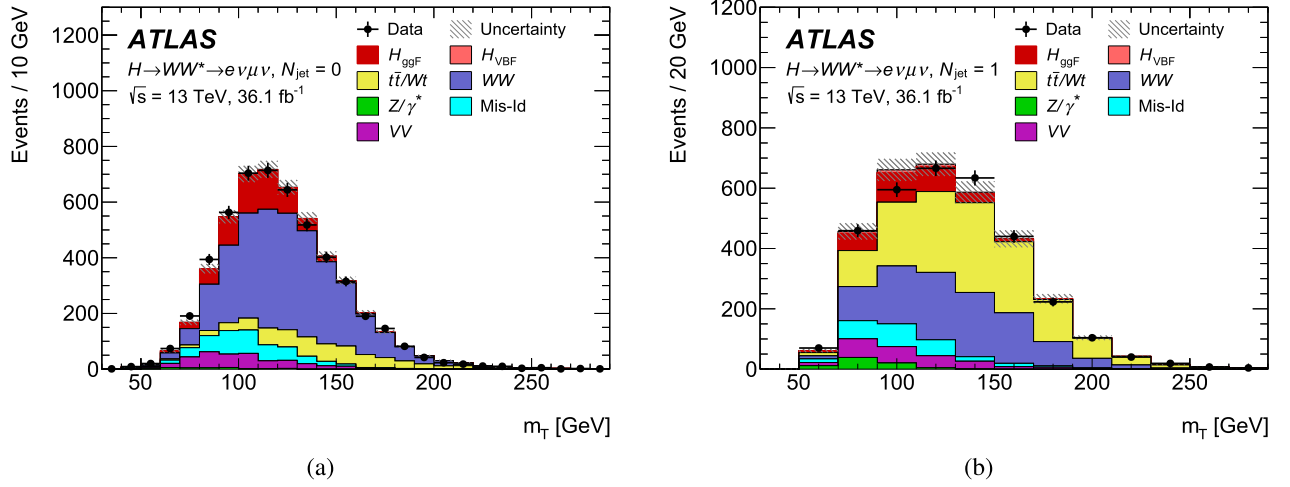 Events / 10 GeV
1200
1000
800
600
400
200
0
50 100 150 200 250
m_T [GeV]
ATLAS
H→WW*→eνμν, N_jet = 0
√s = 13 TeV, 36.1 fb⁻¹
Data Uncertainty
H_ggF H_VBF
tt̄/Wt WW
Z/γ* Mis-Id
VV
(a)
Events / 20 GeV
1200
1000
800
600
400
200
0
50 100 150 200 250
m_T [GeV]
ATLAS
H→WW*→eνμν, N_jet = 1
√s = 13 TeV, 36.1 fb⁻¹
Data Uncertainty
H_ggF H_VBF
tt̄/Wt WW
Z/γ* Mis-Id
VV
(b)